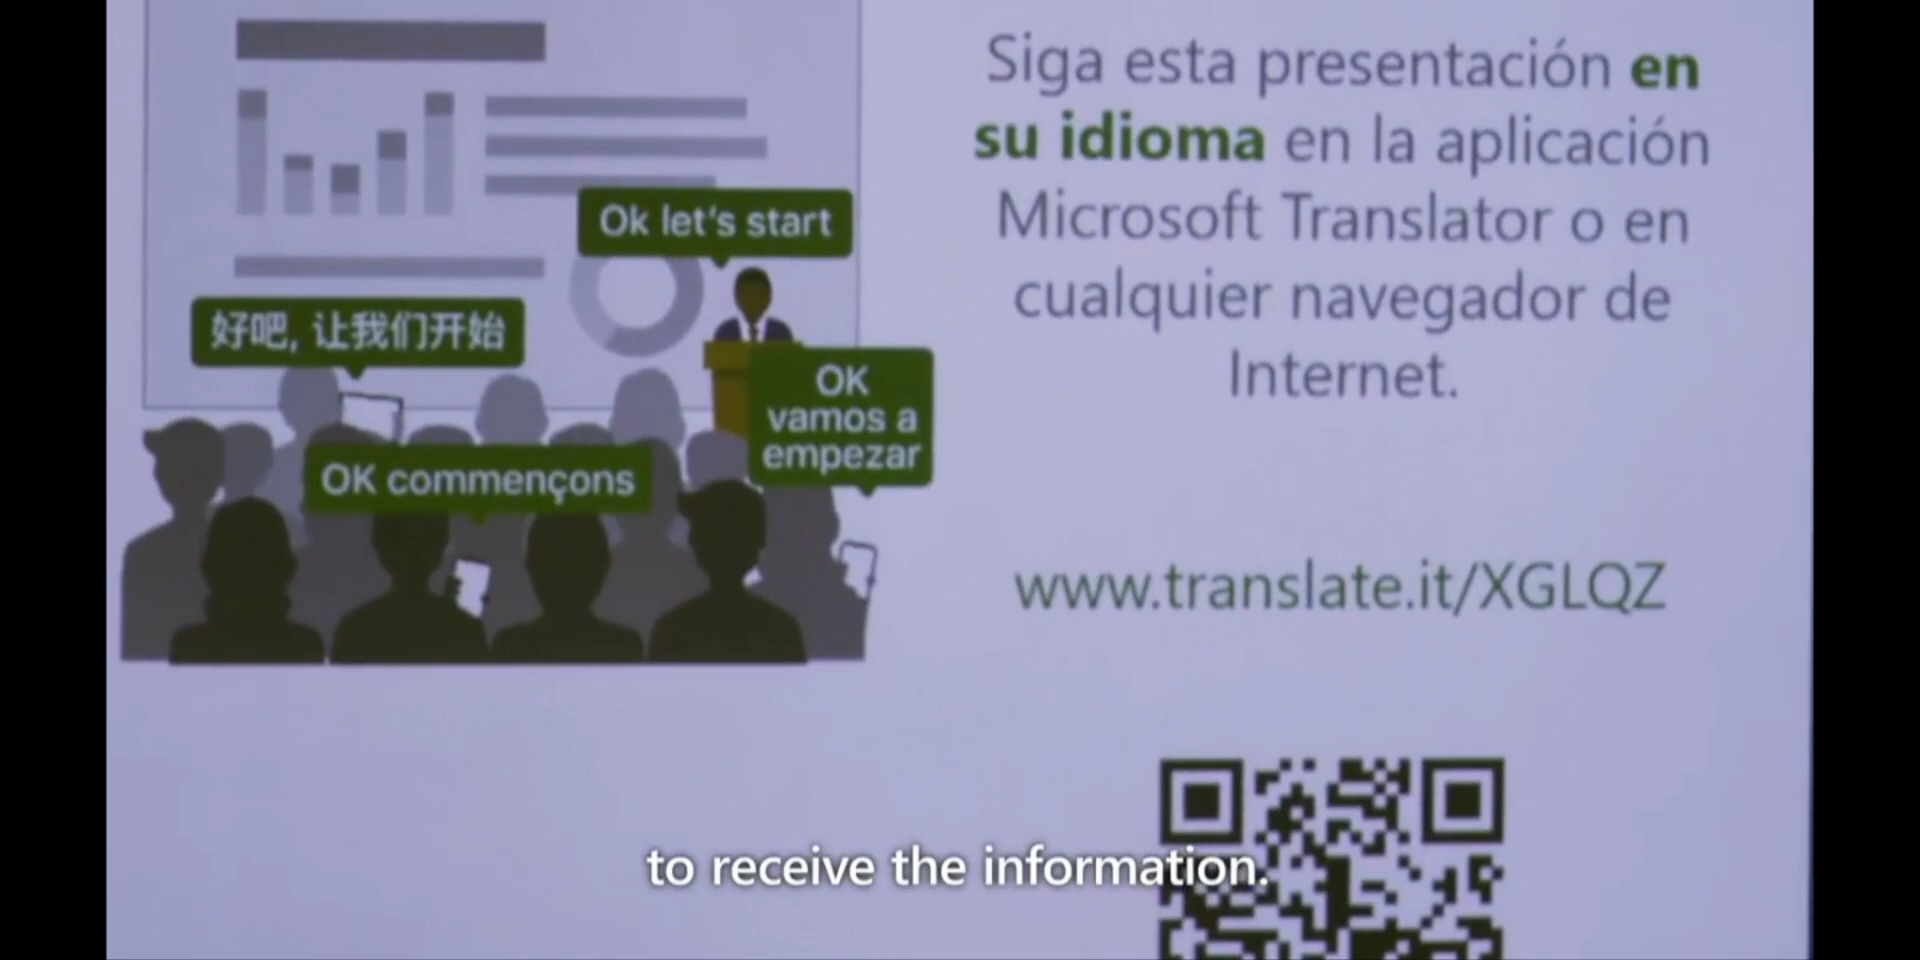 Siga esta presentación en
su idioma en la aplicación
Microsoft Translator o en
cualquier navegador de
Internet.
www.translate.it/XGLQZ
Ok let's start
好吧, 让我们开始
OK
vamos a
empezar
OK commençons
to receive the information.